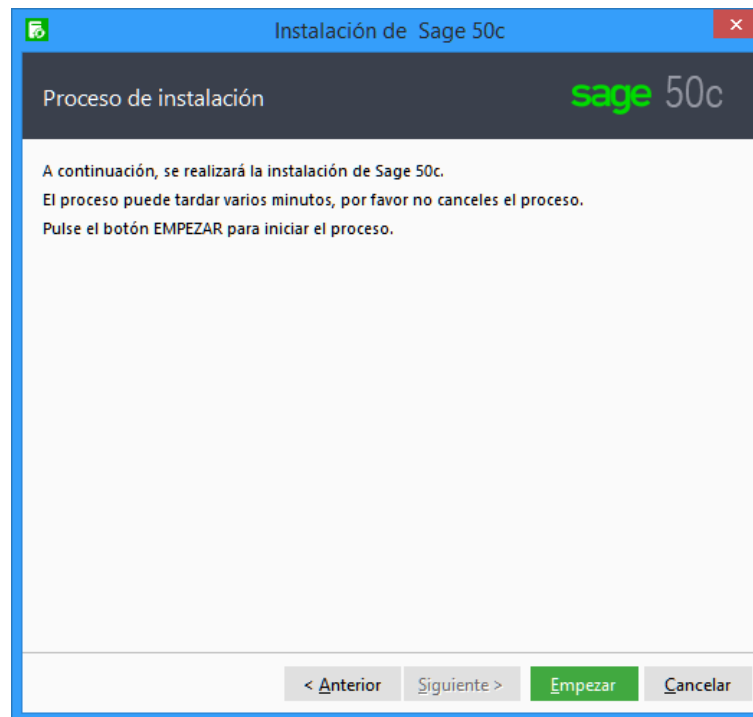 Instalación de Sage 50c
Proceso de instalación
sage 50c
A continuación, se realizará la instalación de Sage 50c.
El proceso puede tardar varios minutos, por favor no canceles el proceso.
Pulse el botón EMPEZAR para iniciar el proceso.
< Anterior Siguiente > Empezar Cancelar